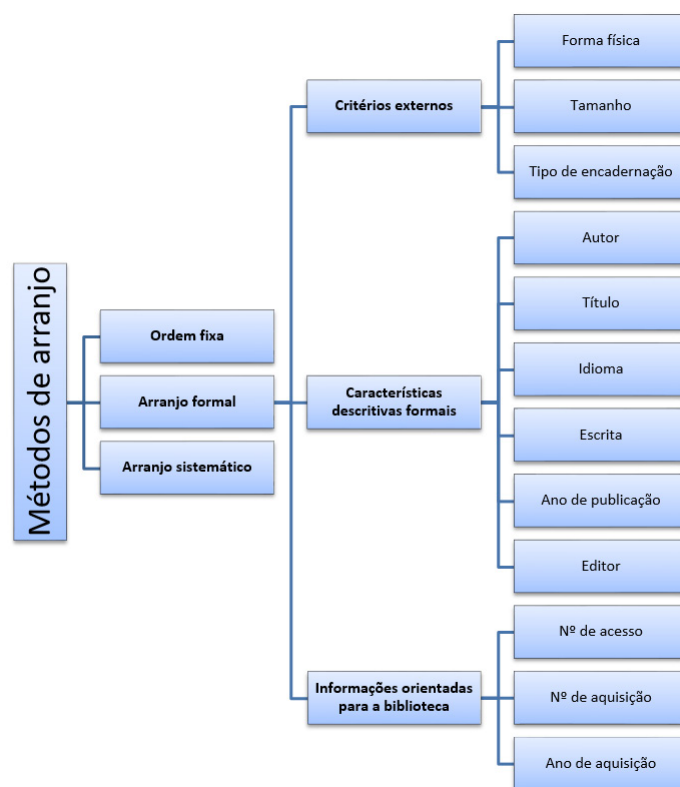 Métodos de arranjo
Ordem fixa
Arranjo formal
Arranjo sistemático
Critérios externos
Forma física
Tamanho
Tipo de encadernação
Características
descritivas formais
Autor
Título
Idioma
Escrita
Ano de publicação
Editor
Informações orientadas
para a biblioteca
Nº de acesso
Nº de aquisição
Ano de aquisição